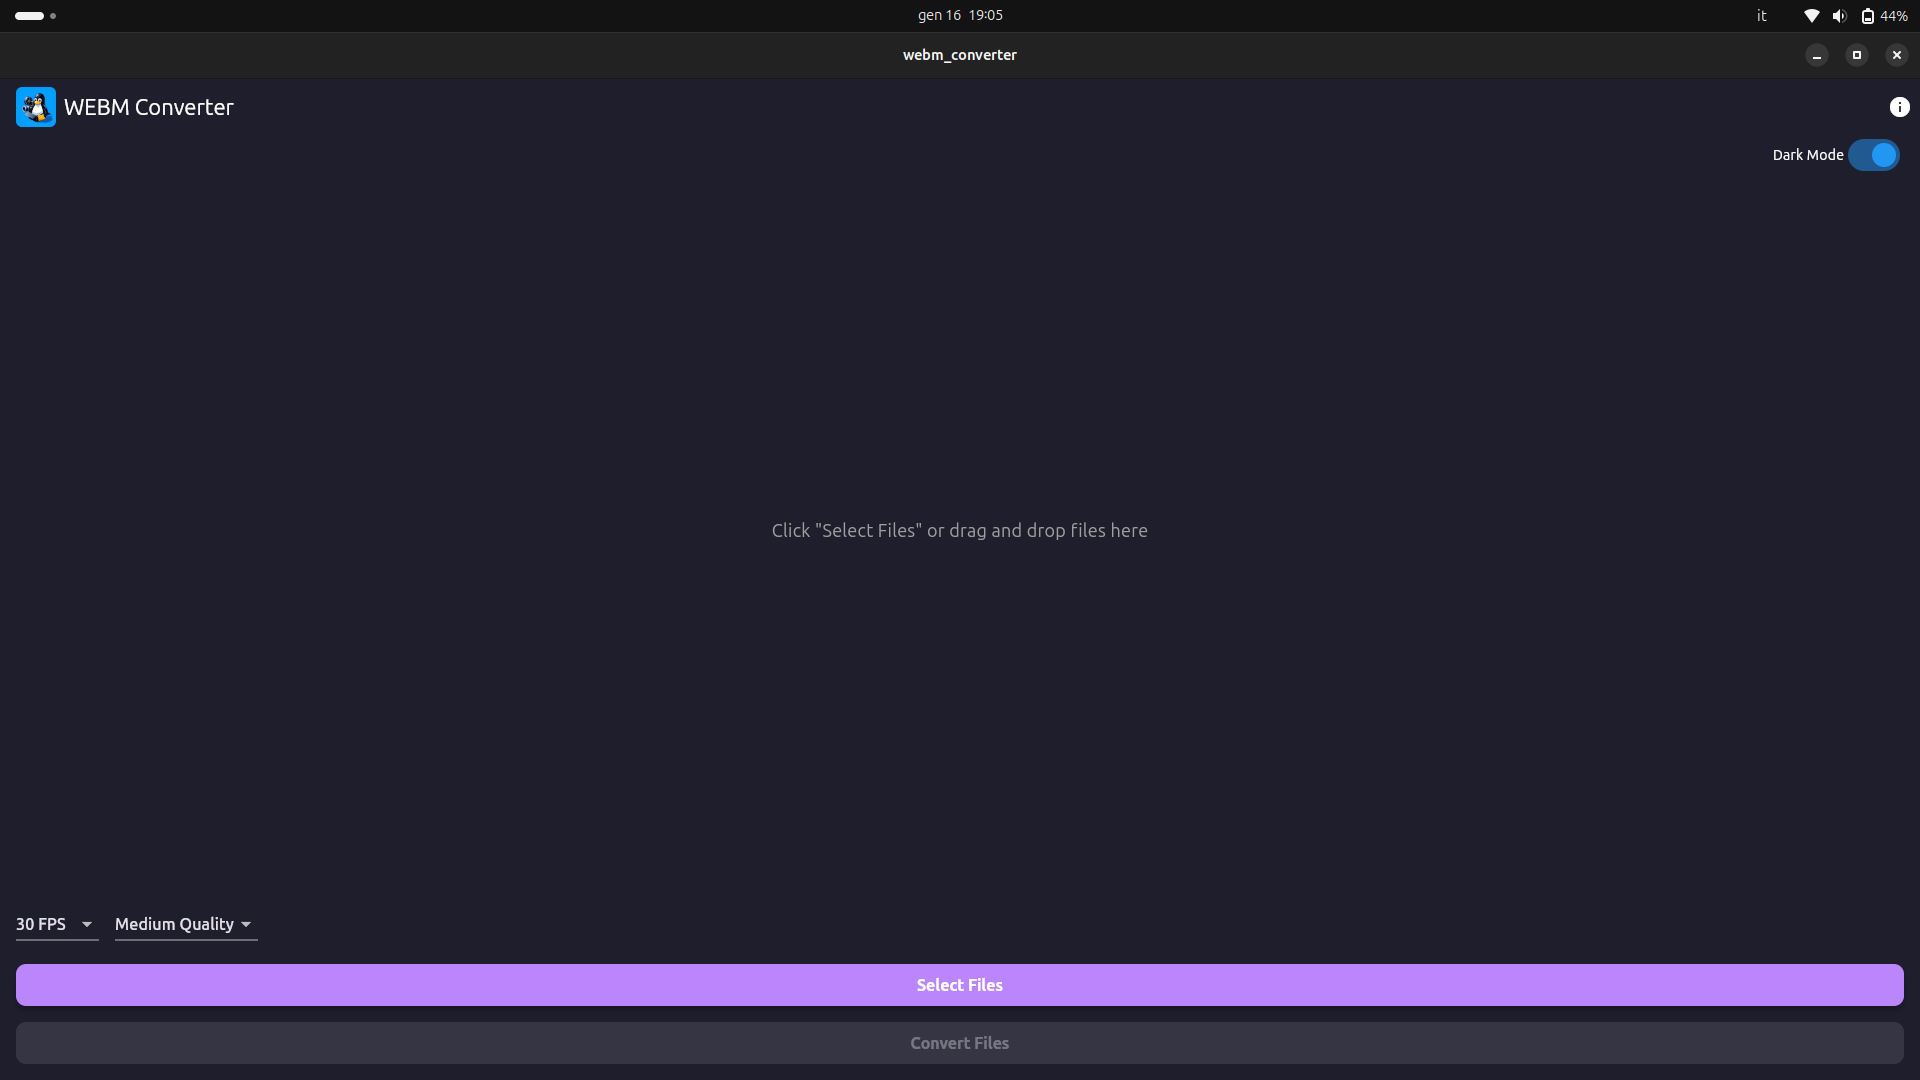 gen 16 19:05
it
44%
webm_converter
WEBM Converter
Dark Mode
Click "Select Files" or drag and drop files here
30 FPS
Medium Quality
Select Files
Convert Files